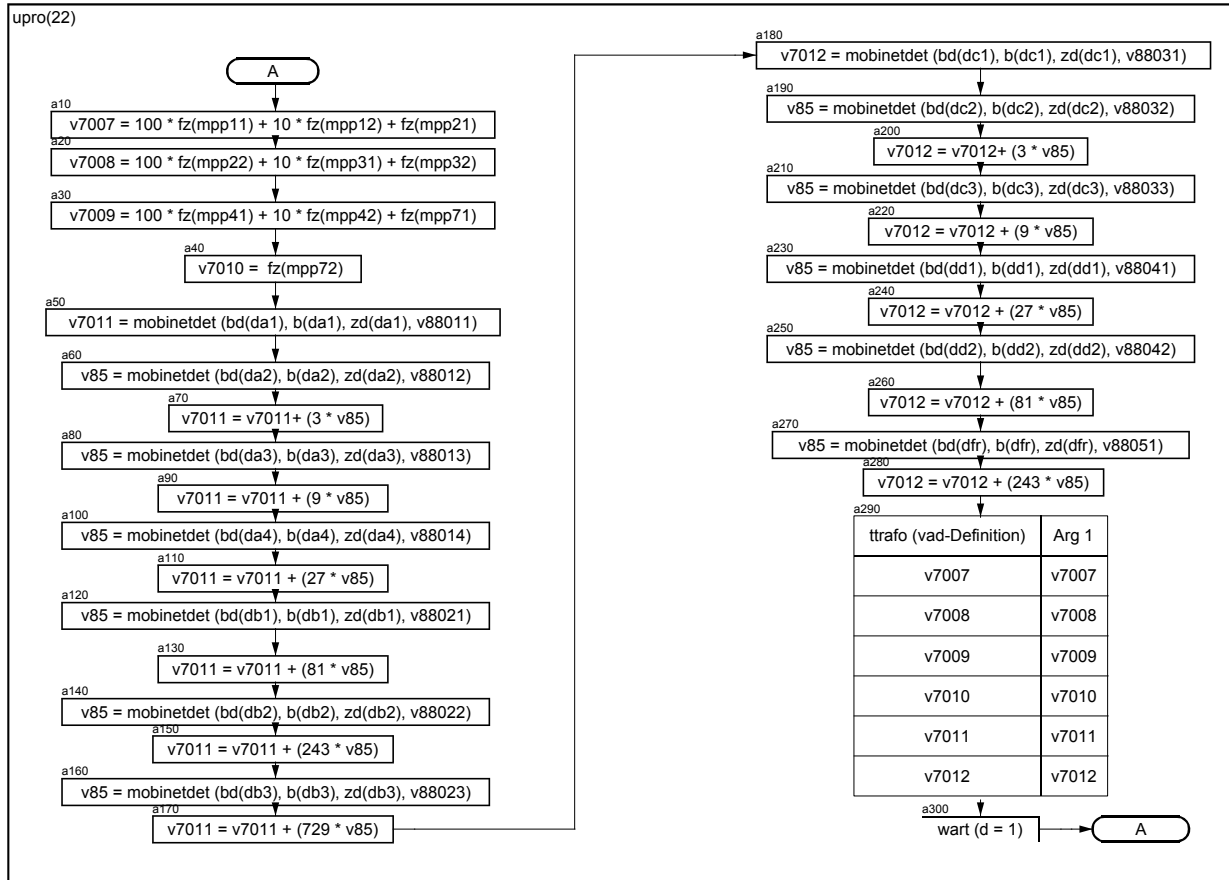 upro(22)
A
a10
v7007 = 100 * fz(mpp11) + 10 * fz(mpp12) + fz(mpp21)
a20
v7008 = 100 * fz(mpp22) + 10 * fz(mpp31) + fz(mpp32)
a30
v7009 = 100 * fz(mpp41) + 10 * fz(mpp42) + fz(mpp71)
a40
v7010 = fz(mpp72)
a50
v7011 = mobinetdet (bd(da1), b(da1), zd(da1), v88011)
a60
v85 = mobinetdet (bd(da2), b(da2), zd(da2), v88012)
a70
v7011 = v7011+ (3 * v85)
a80
v85 = mobinetdet (bd(da3), b(da3), zd(da3), v88013)
a90
v7011 = v7011 + (9 * v85)
a100
v85 = mobinetdet (bd(da4), b(da4), zd(da4), v88014)
a110
v7011 = v7011 + (27 * v85)
a120
v85 = mobinetdet (bd(db1), b(db1), zd(db1), v88021)
a130
v7011 = v7011 + (81 * v85)
a140
v85 = mobinetdet (bd(db2), b(db2), zd(db2), v88022)
a150
v7011 = v7011 + (243 * v85)
a160
v85 = mobinetdet (bd(db3), b(db3), zd(db3), v88023)
a170
v7011 = v7011 + (729 * v85)
a180
v7012 = mobinetdet (bd(dc1), b(dc1), zd(dc1), v88031)
a190
v85 = mobinetdet (bd(dc2), b(dc2), zd(dc2), v88032)
a200
v7012 = v7012+ (3 * v85)
a210
v85 = mobinetdet (bd(dc3), b(dc3), zd(dc3), v88033)
a220
v7012 = v7012 + (9 * v85)
a230
v85 = mobinetdet (bd(dd1), b(dd1), zd(dd1), v88041)
a240
v7012 = v7012 + (27 * v85)
a250
v85 = mobinetdet (bd(dd2), b(dd2), zd(dd2), v88042)
a260
v7012 = v7012 + (81 * v85)
a270
v85 = mobinetdet (bd(dfr), b(dfr), zd(dfr), v88051)
a280
v7012 = v7012 + (243 * v85)
a290
ttrafo (vad-Definition) Arg 1
v7007 v7007
v7008 v7008
v7009 v7009
v7010 v7010
v7011 v7011
v7012 v7012
a300
wart (d = 1)
A